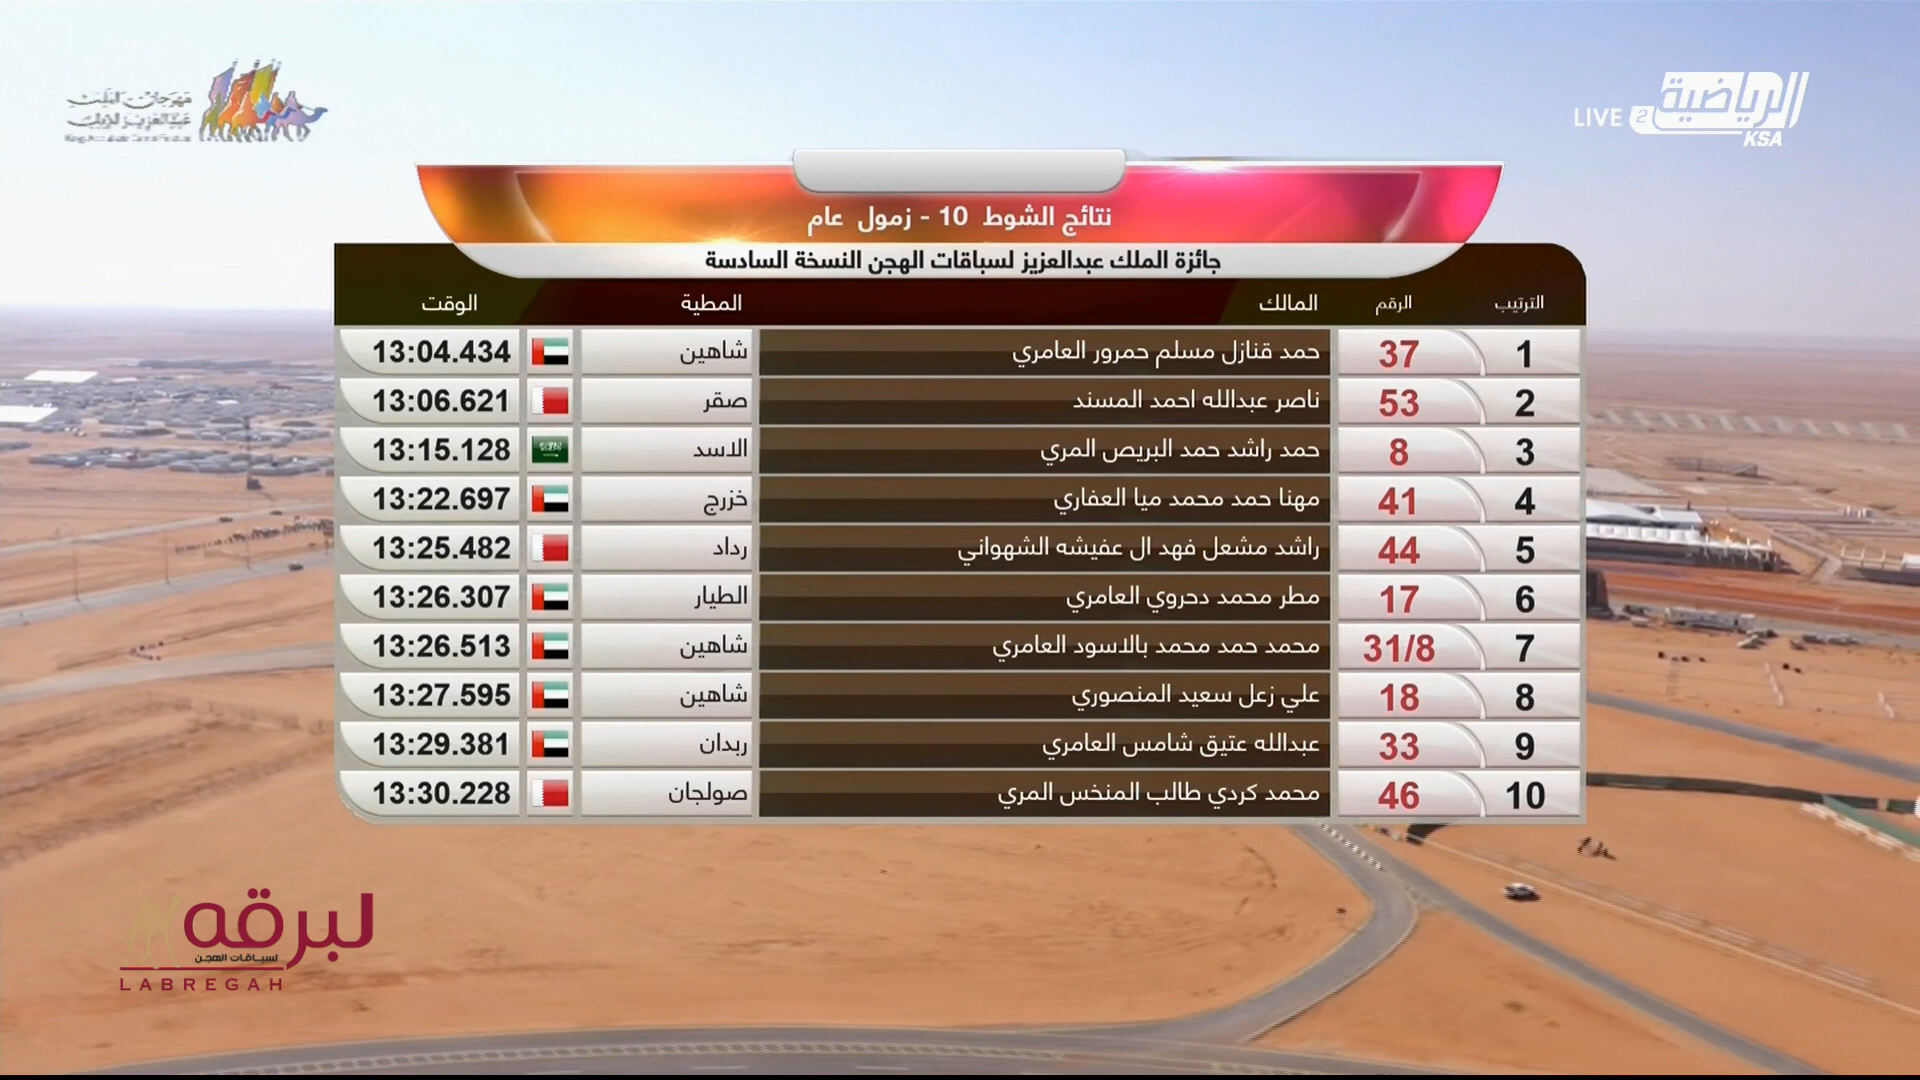 مهرجان الملك
عبدالعزيز للإبل
LIVE 2 الرياضية
KSA
نتائج الشوط 10 - زمول عام
جائزة الملك عبدالعزيز لسباقات الهجن النسخة السادسة
الترتيب الرقم المالك المطية الوقت
1 37 حمد قنازل مسلم حمرور العامري شاهين 13:04.434
2 53 ناصر عبدالله احمد المسند صقر 13:06.621
3 8 حمد راشد حمد البريص المري الاسد 13:15.128
4 41 مهنا حمد محمد ميا العفاري خزرج 13:22.697
5 44 راشد مشعل فهد ال عفيشه الشهواني رداد 13:25.482
6 17 مطر محمد دحروي العامري الطيار 13:26.307
7 31/8 محمد حمد محمد بالاسود العامري شاهين 13:26.513
8 18 علي زعل سعيد المنصوري شاهين 13:27.595
9 33 عبدالله عتيق شامس العامري ربدان 13:29.381
10 46 محمد كردي طالب المنخس المري صولجان 13:30.228
لبرقه
لسباقات الهجن
LABREGAH